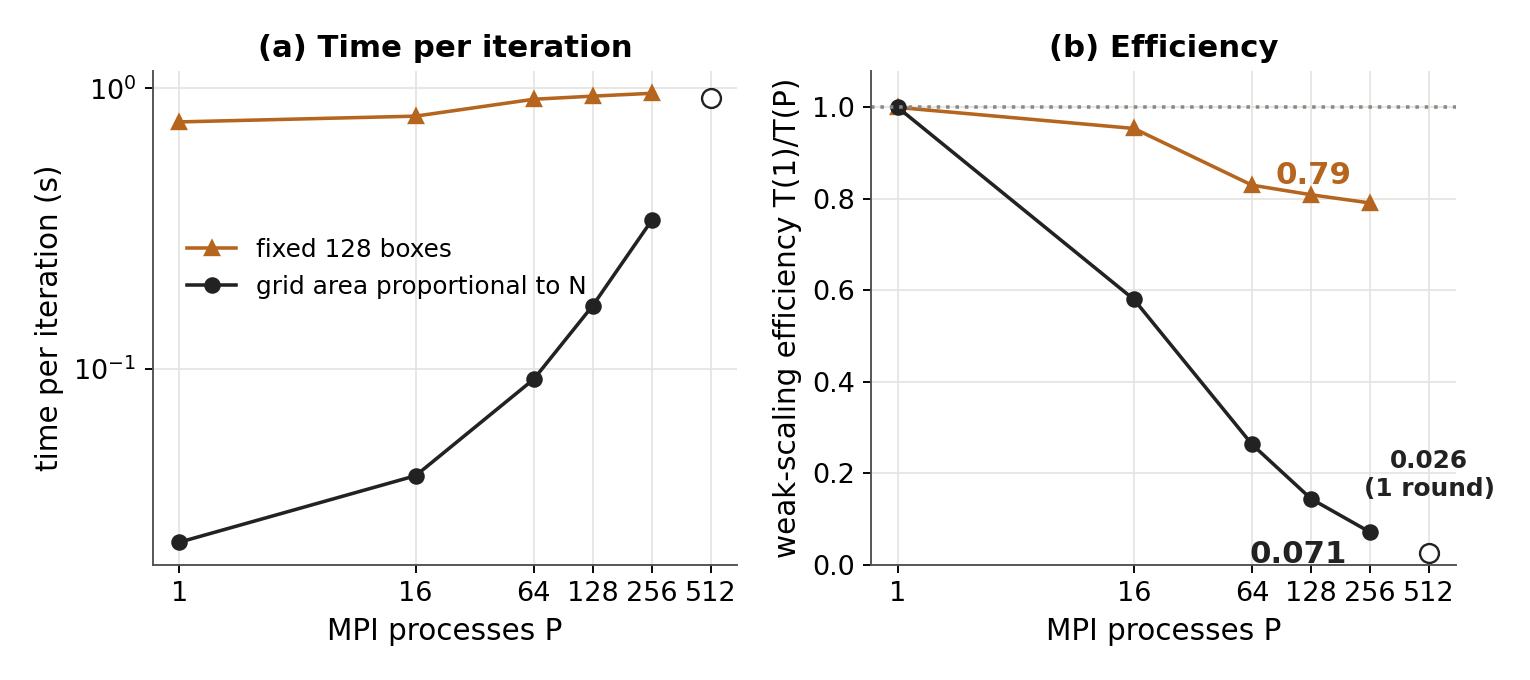 (a) Time per iteration
time per iteration (s)
10⁰
10⁻¹
fixed 128 boxes
grid area proportional to N
1 16 64 128 256 512
MPI processes P
(b) Efficiency
weak-scaling efficiency T(1)/T(P)
1.0
0.8
0.6
0.4
0.2
0.0
0.79
0.026
(1 round)
0.071
1 16 64 128 256 512
MPI processes P